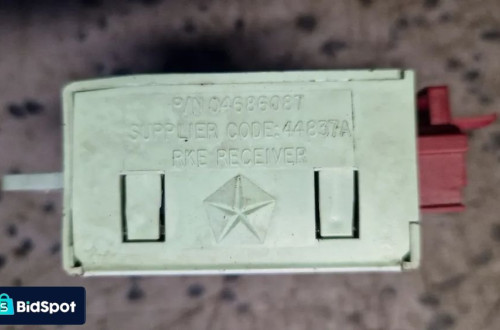 P/N 04686087
SUPPLIER CODE:44837A
RKE RECEIVER
BidSpot